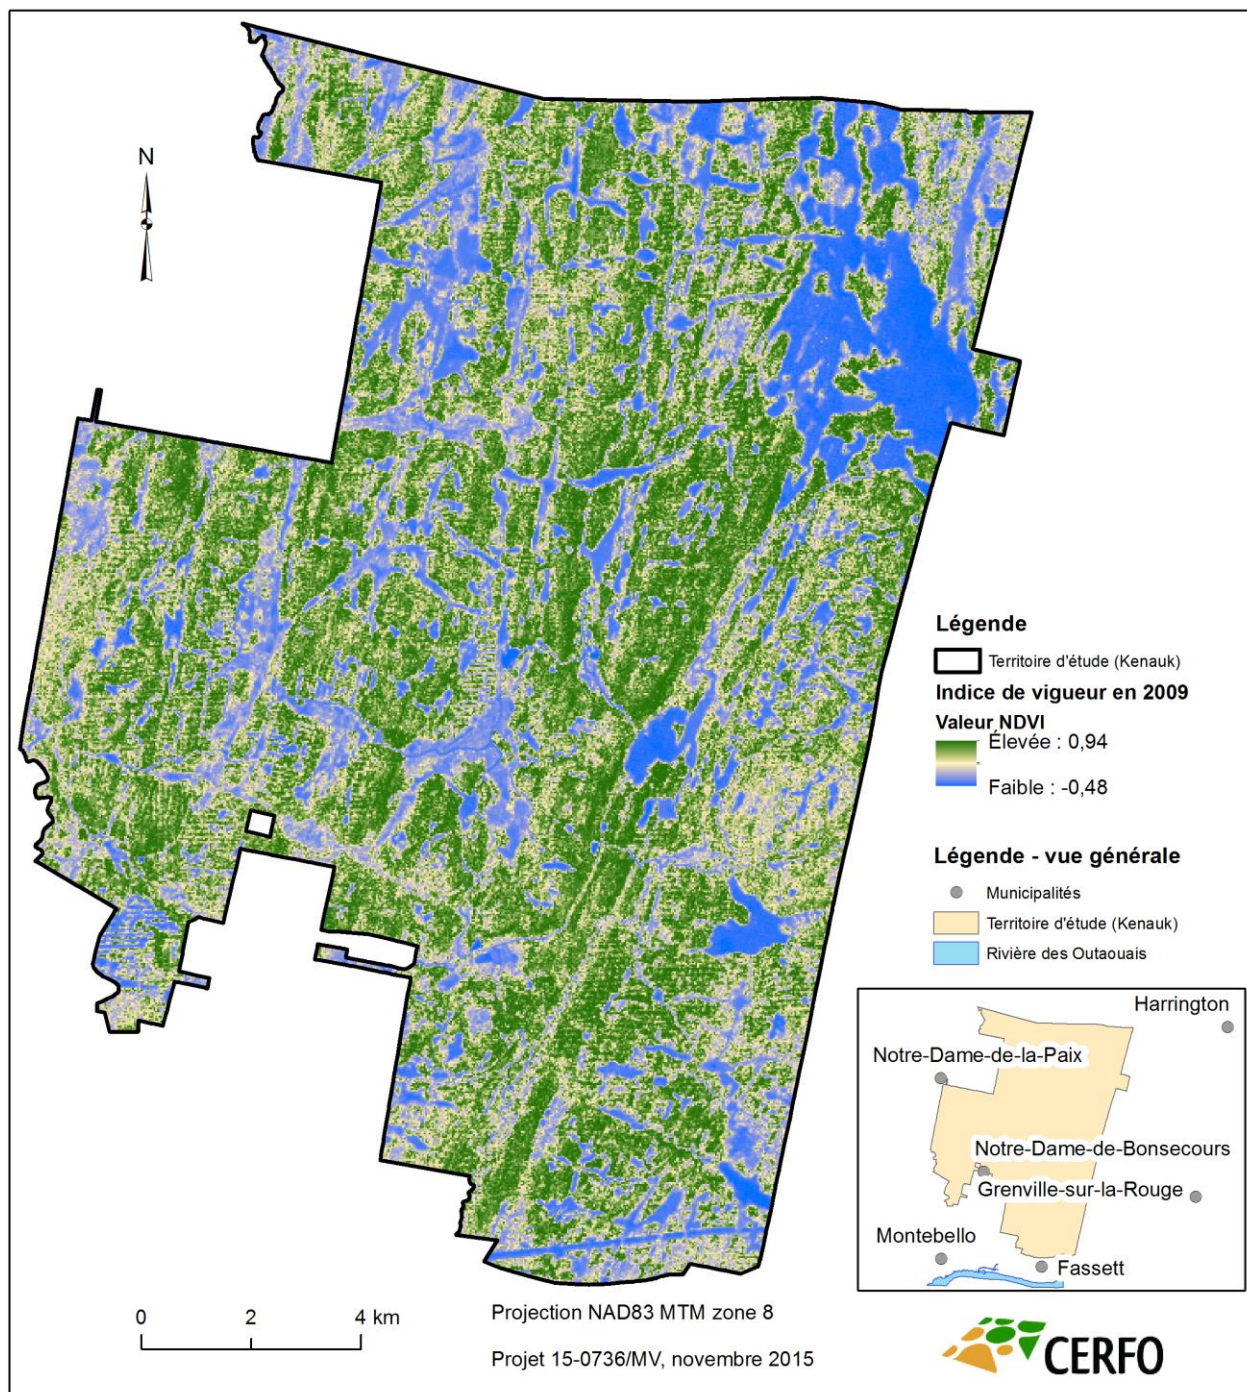 N
Légende
Territoire d'étude (Kenauk)
Indice de vigueur en 2009
Valeur NDVI
Élevée : 0,94
Faible : -0,48
Légende - vue générale
Municipalités
Territoire d'étude (Kenauk)
Rivière des Outaouais
Harrington
Notre-Dame-de-la-Paix
Notre-Dame-de-Bonsecours
Grenville-sur-la-Rouge
Montebello
Fassett
0 2 4 km
Projection NAD83 MTM zone 8
Projet 15-0736/MV, novembre 2015
CERFO